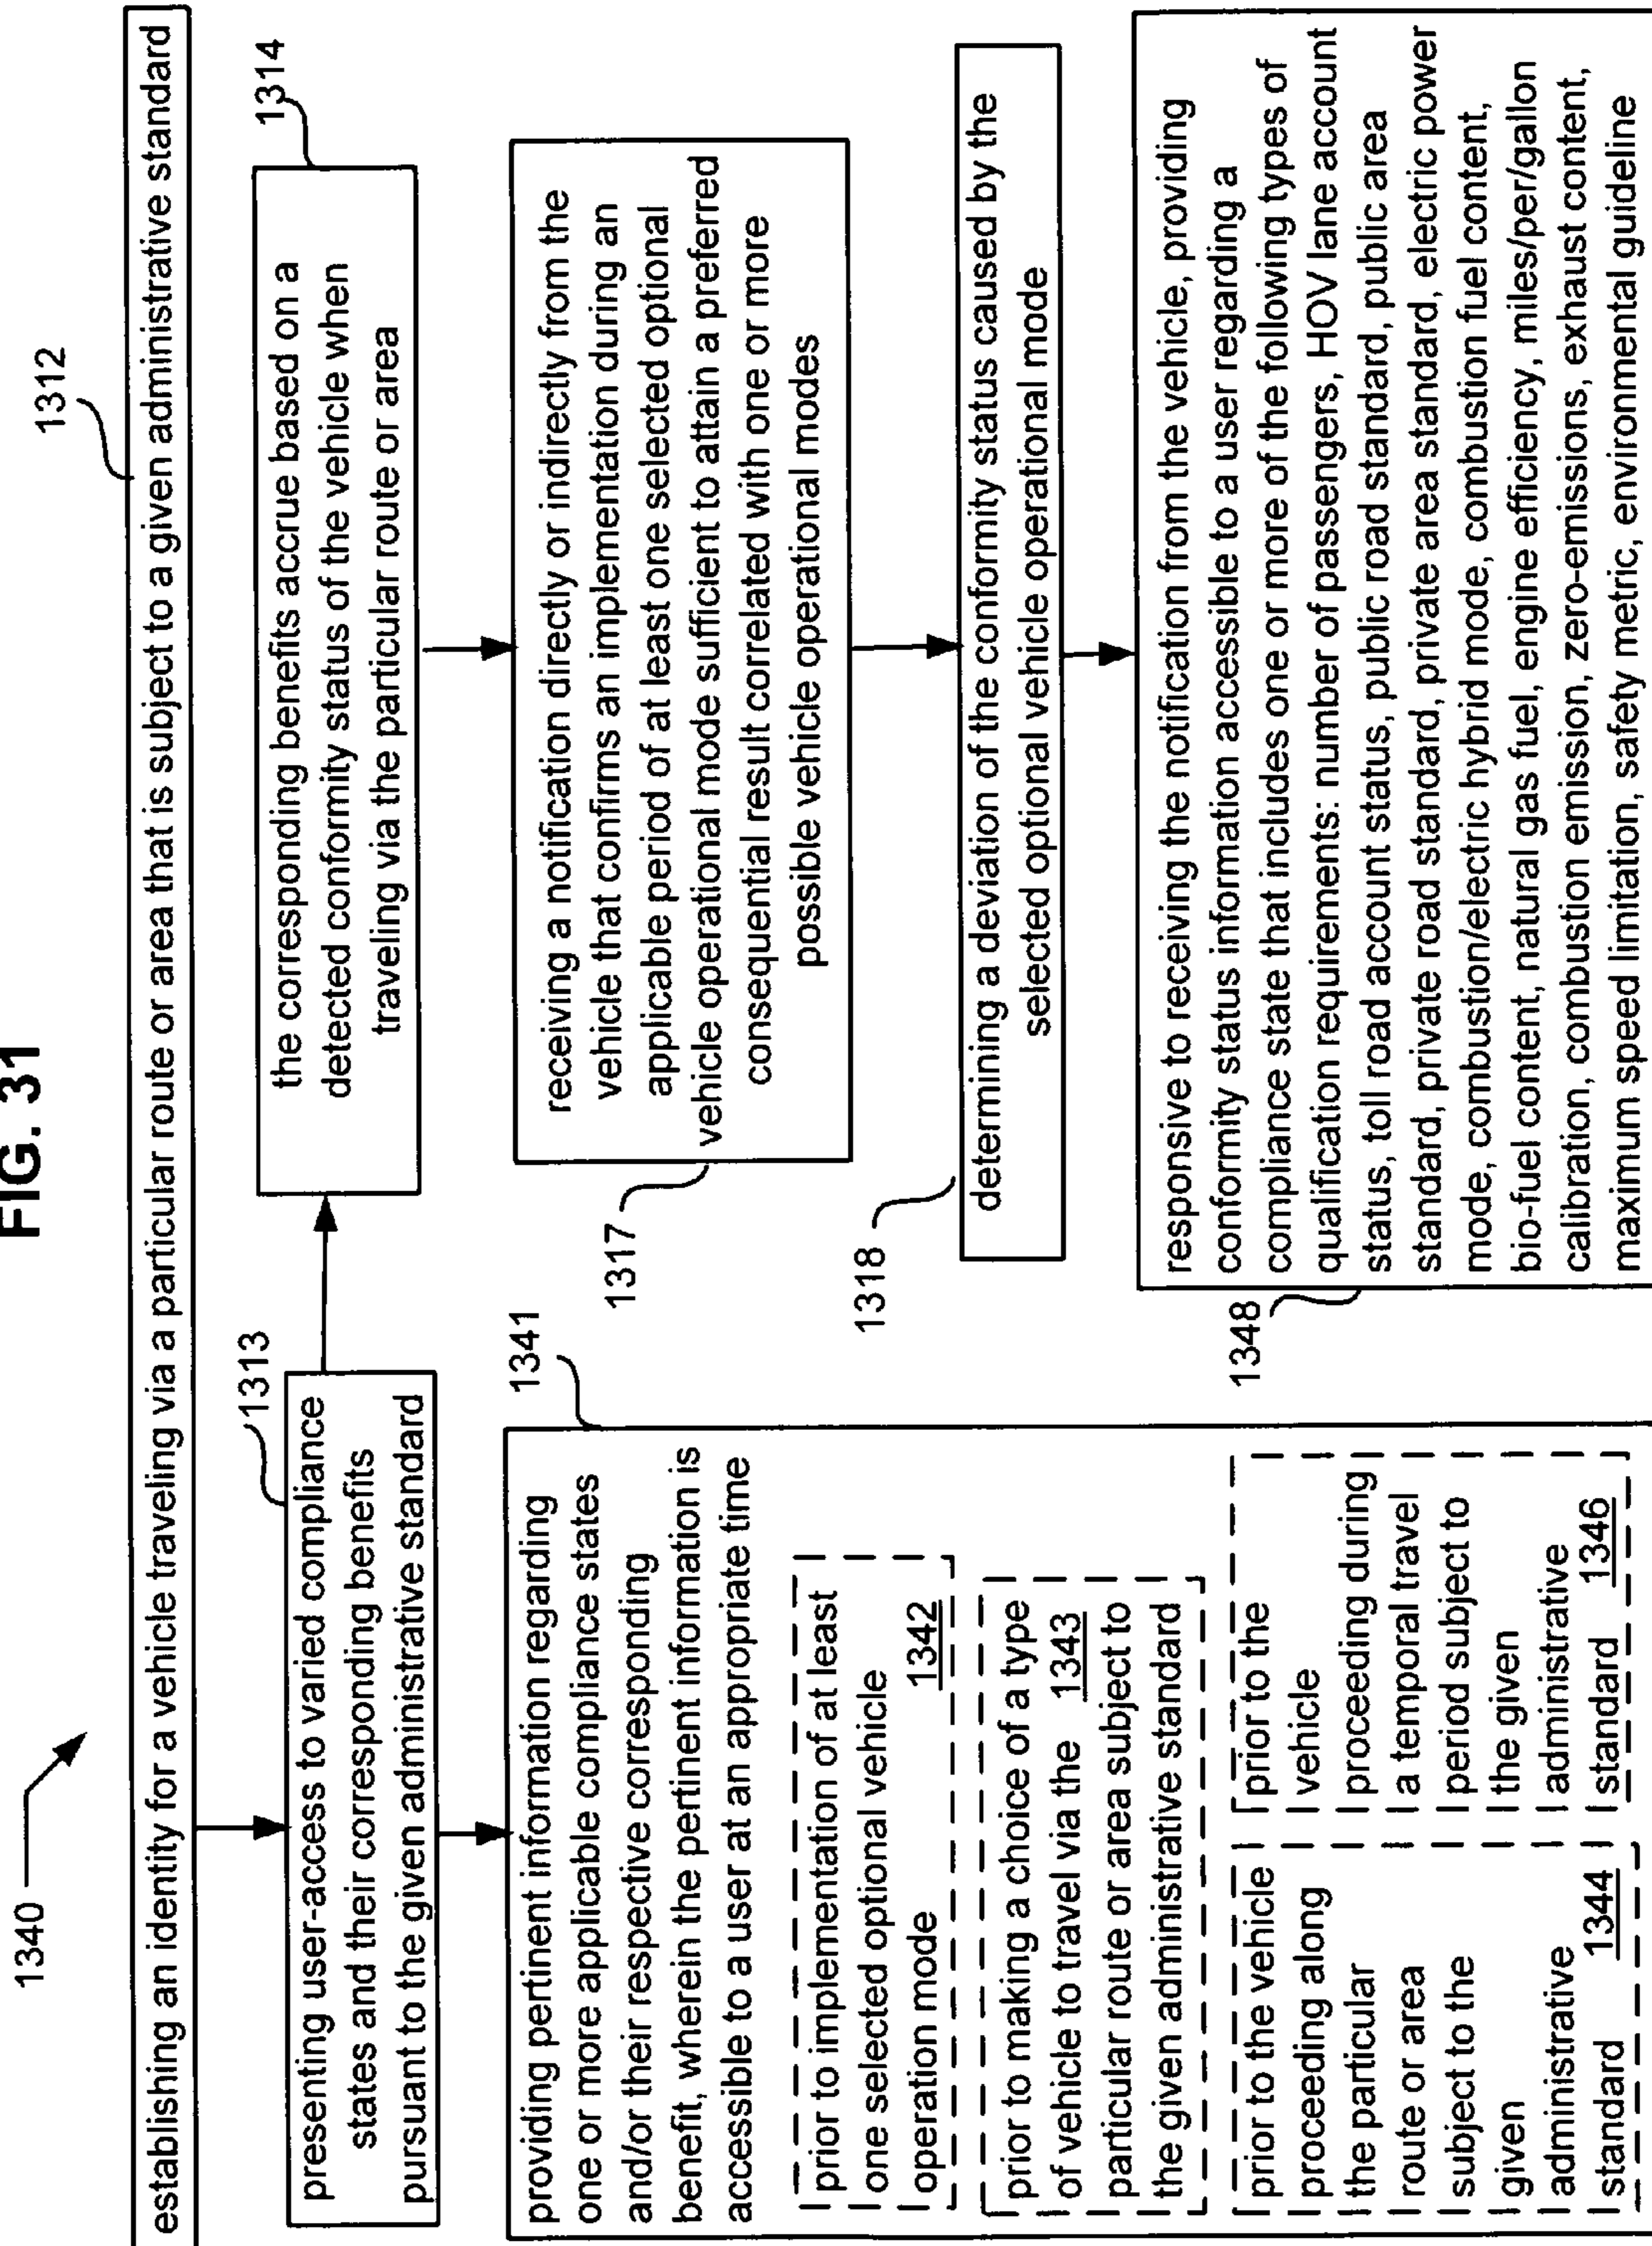 FIG. 31
1340
1312
establishing an identity for a vehicle traveling via a particular route or area that is subject to a given administrative standard
1313
presenting user-access to varied compliance
states and their corresponding benefits
pursuant to the given administrative standard
1314
the corresponding benefits accrue based on a
detected conformity status of the vehicle when
traveling via the particular route or area
1341
providing pertinent information regarding
one or more applicable compliance states
and/or their respective corresponding
benefit, wherein the pertinent information is
accessible to a user at an appropriate time
prior to implementation of at least
one selected optional vehicle
operation mode 1342
prior to making a choice of a type
of vehicle to travel via the 1343
particular route or area subject to
the given administrative standard
prior to the vehicle
proceeding along
the particular
route or area
subject to the
given
administrative
standard 1344
prior to the
vehicle
proceeding during
a temporal travel
period subject to
the given
administrative
standard 1346
1317
receiving a notification directly or indirectly from the
vehicle that confirms an implementation during an
applicable period of at least one selected optional
vehicle operational mode sufficient to attain a preferred
consequential result correlated with one or more
possible vehicle operational modes
1318
determining a deviation of the conformity status caused by the
selected optional vehicle operational mode
1348
responsive to receiving the notification from the vehicle, providing
conformity status information accessible to a user regarding a
compliance state that includes one or more of the following types of
qualification requirements: number of passengers, HOV lane account
status, toll road account status, public road standard, public area
standard, private road standard, private area standard, electric power
mode, combustion/electric hybrid mode, combustion fuel content,
bio-fuel content, natural gas fuel, engine efficiency, miles/per/gallon
calibration, combustion emission, zero-emissions, exhaust content,
maximum speed limitation, safety metric, environmental guideline